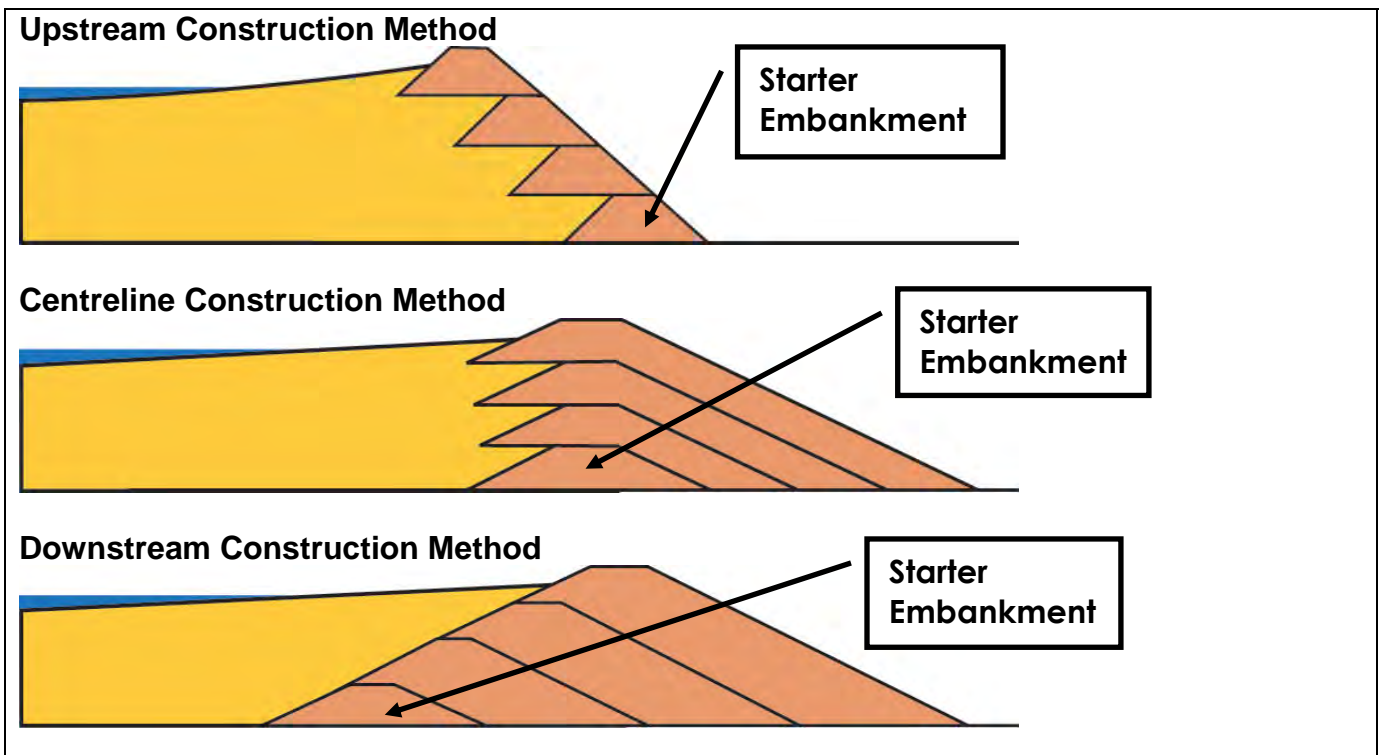 Upstream Construction Method
Starter
Embankment
Centreline Construction Method
Starter
Embankment
Downstream Construction Method
Starter
Embankment